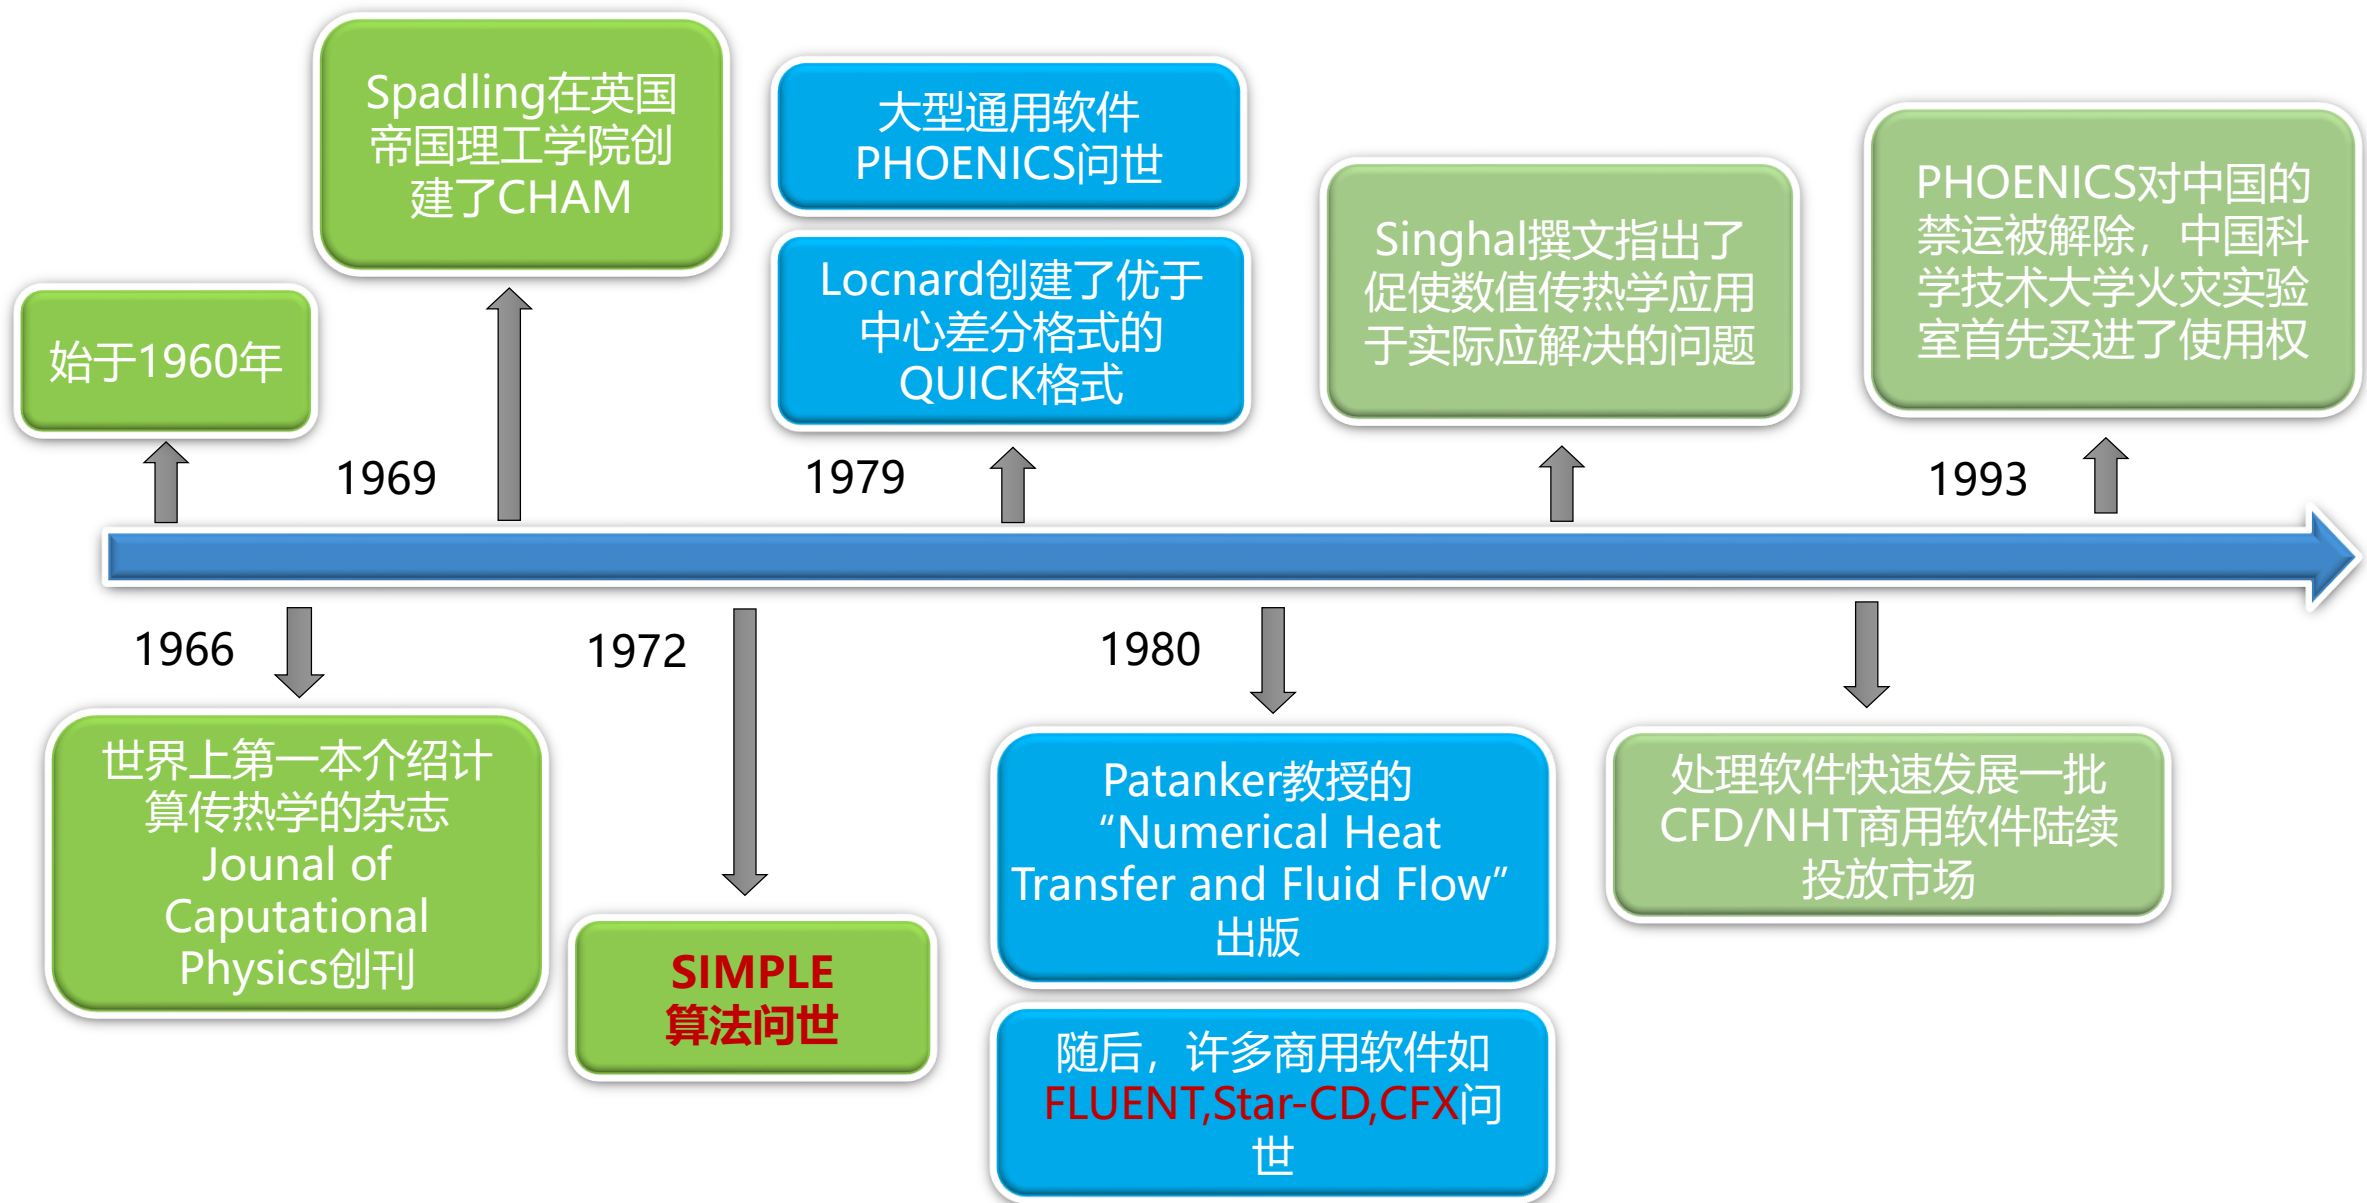 始于1960年
1966
世界上第一本介绍计
算传热学的杂志
Jounal of
Caputational
Physics创刊
1969
Spadling在英国
帝国理工学院创
建了CHAM
1972
SIMPLE
算法问世
1979
大型通用软件
PHOENICS问世
Locnard创建了优于
中心差分格式的
QUICK格式
1980
Patanker教授的
“Numerical Heat
Transfer and Fluid Flow”
出版
随后，许多商用软件如
FLUENT,Star-CD,CFX问
世
Singhal撰文指出了
促使数值传热学应用
于实际应解决的问题
处理软件快速发展一批
CFD/NHT商用软件陆续
投放市场
1993
PHOENICS对中国的
禁运被解除，中国科
学技术大学火灾实验
室首先买进了使用权